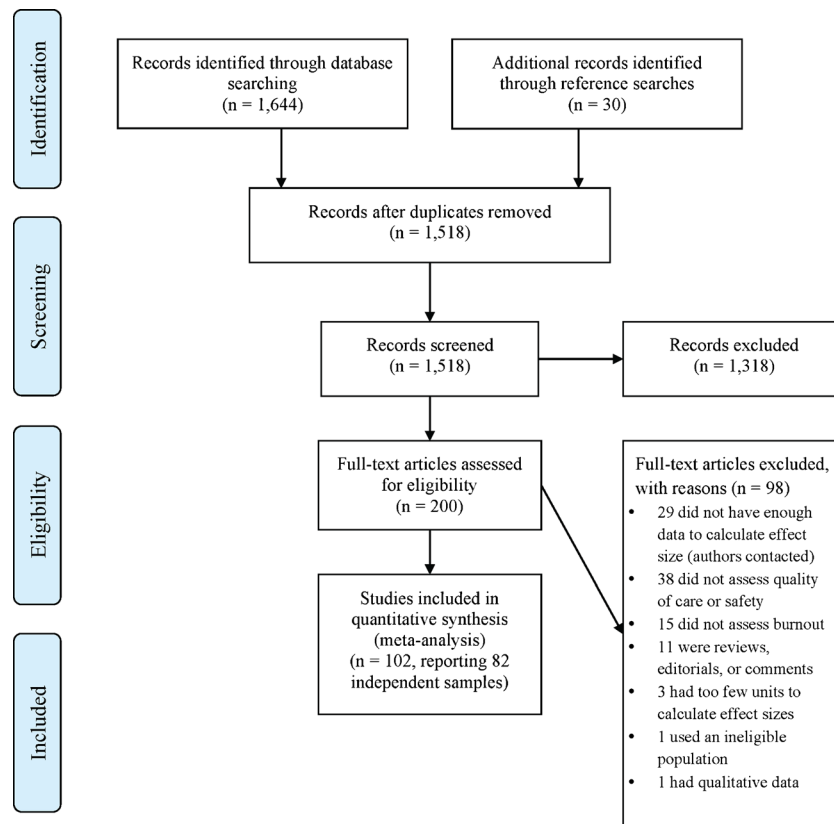 Identification
Records identified through database
searching
(n = 1,644)
Additional records identified
through reference searches
(n = 30)
Records after duplicates removed
(n = 1,518)
Screening
Records screened
(n = 1,518)
Records excluded
(n = 1,318)
Eligibility
Full-text articles assessed
for eligibility
(n = 200)
Full-text articles excluded,
with reasons (n = 98)
• 29 did not have enough
data to calculate effect
size (authors contacted)
• 38 did not assess quality
of care or safety
• 15 did not assess burnout
• 11 were reviews,
editorials, or comments
• 3 had too few units to
calculate effect sizes
• 1 used an ineligible
population
• 1 had qualitative data
Included
Studies included in
quantitative synthesis
(meta-analysis)
(n = 102, reporting 82
independent samples)